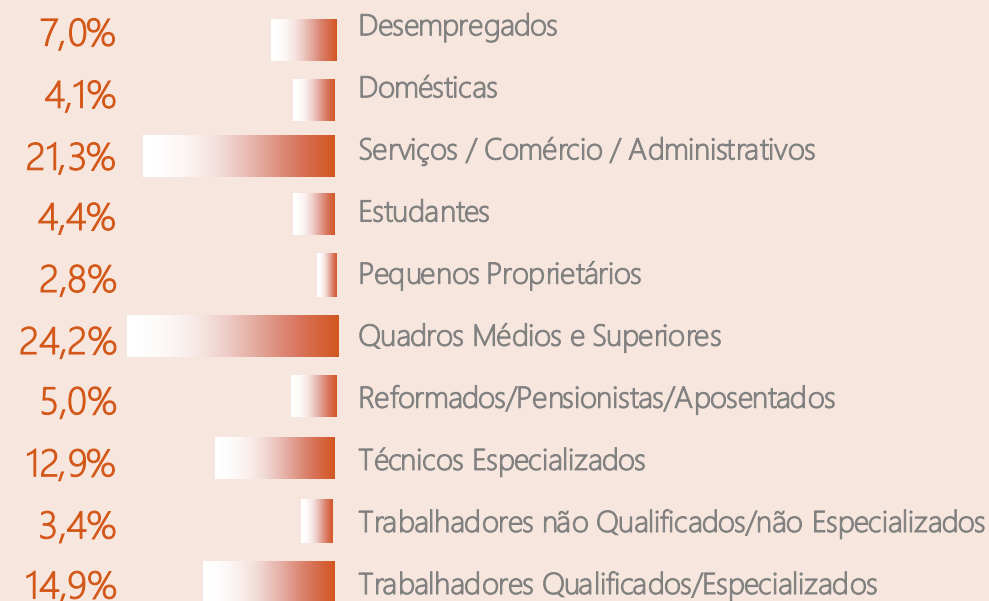 7,0% Desempregados
4,1% Domésticas
21,3% Serviços / Comércio / Administrativos
4,4% Estudantes
2,8% Pequenos Proprietários
24,2% Quadros Médios e Superiores
5,0% Reformados/Pensionistas/Aposentados
12,9% Técnicos Especializados
3,4% Trabalhadores não Qualificados/não Especializados
14,9% Trabalhadores Qualificados/Especializados